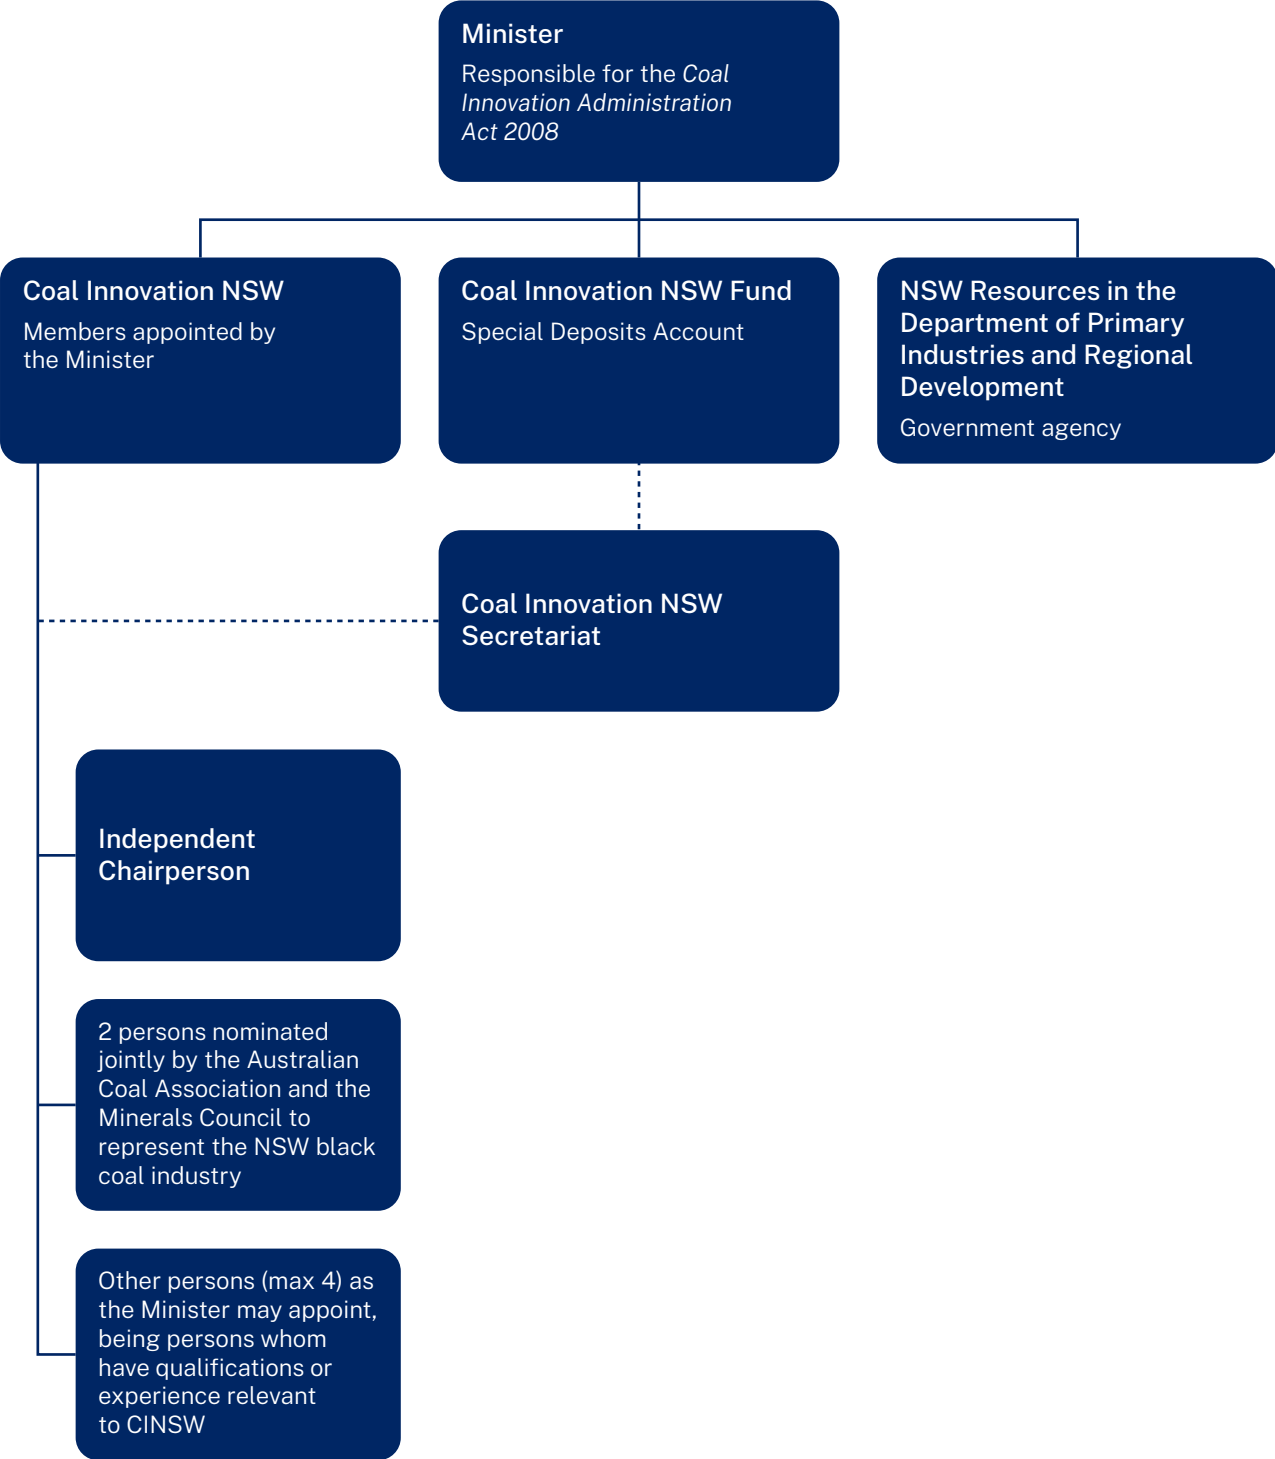 Minister
Responsible for the Coal
Innovation Administration
Act 2008
Coal Innovation NSW
Members appointed by
the Minister
Coal Innovation NSW Fund
Special Deposits Account
NSW Resources in the
Department of Primary
Industries and Regional
Development
Government agency
Coal Innovation NSW
Secretariat
Independent
Chairperson
2 persons nominated
jointly by the Australian
Coal Association and the
Minerals Council to
represent the NSW black
coal industry
Other persons (max 4) as
the Minister may appoint,
being persons whom
have qualifications or
experience relevant
to CINSW